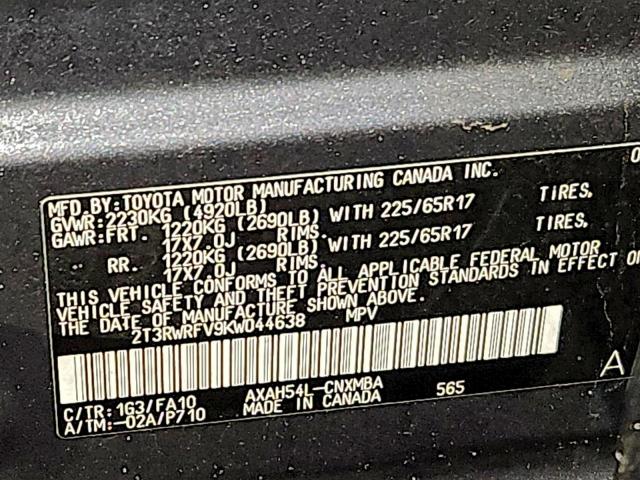 MFD. BY: TOYOTA MOTOR MANUFACTURING CANADA INC.
GVWR: 2230KG (4920LB)
GAWR: FRT. 1220KG (2690LB) WITH 225/65R17 TIRES,
17X7.0J RIMS.
RR. 1220KG (2690LB) WITH 225/65R17 TIRES,
17X7.0J RIMS.
THIS VEHICLE CONFORMS TO ALL APPLICABLE FEDERAL MOTOR
VEHICLE SAFETY AND THEFT PREVENTION STANDARDS IN EFFECT ON
THE DATE OF MANUFACTURE SHOWN ABOVE.
2T3RWRFV9KW044638 MPV
C/TR: 1G3/FA10 AXAH54L-CNXMBA 565
A/TM: -02A/P710 MADE IN CANADA
A